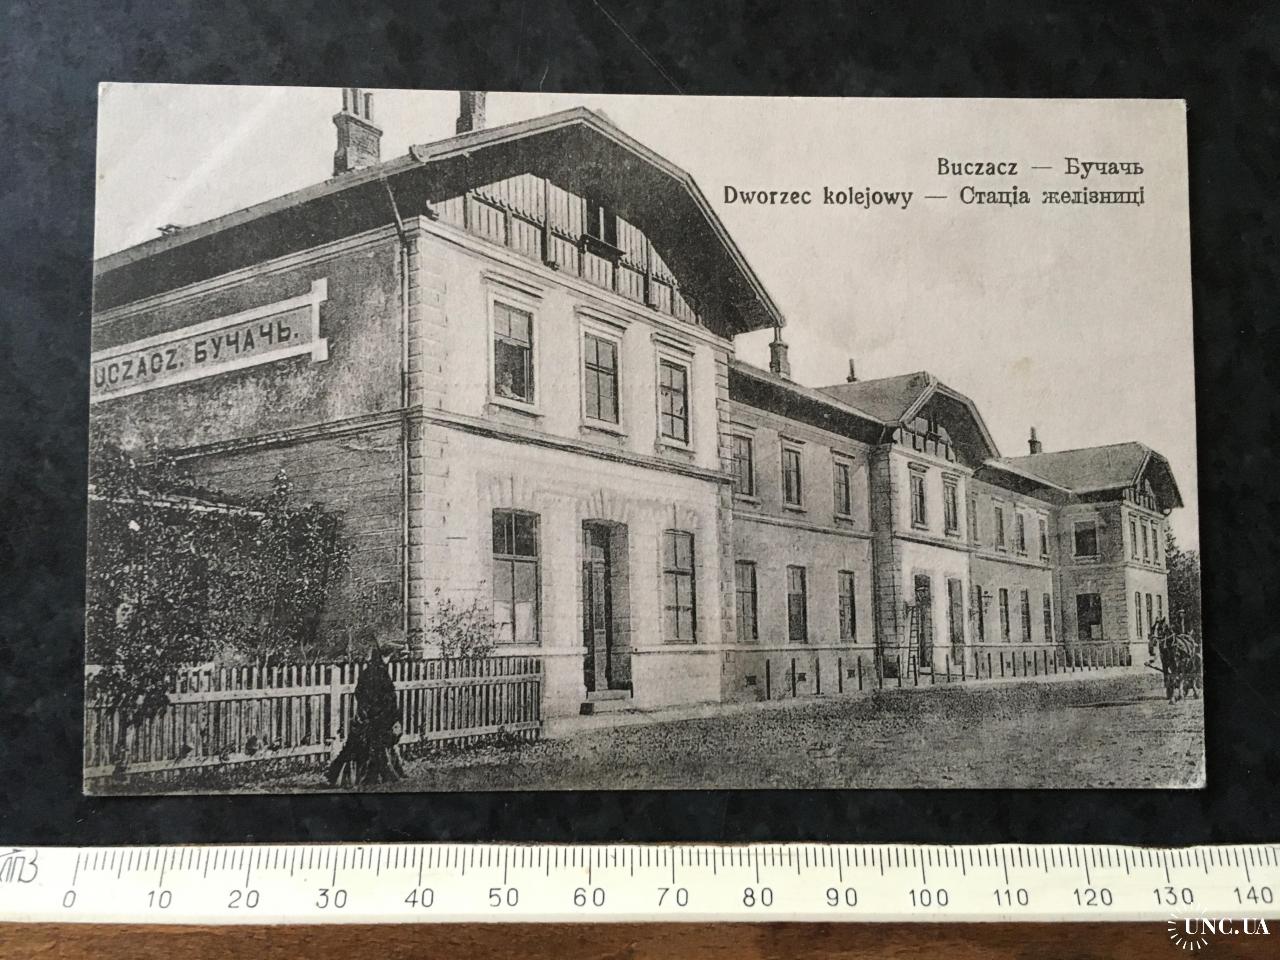 Buczacz — Бучачь
Dworzec kolejowy — Стаціа желізниці
UCZACZ. БУЧАЧЬ.
0 10 20 30 40 50 60 70 80 90 100 110 120 130 140
UNC.UA